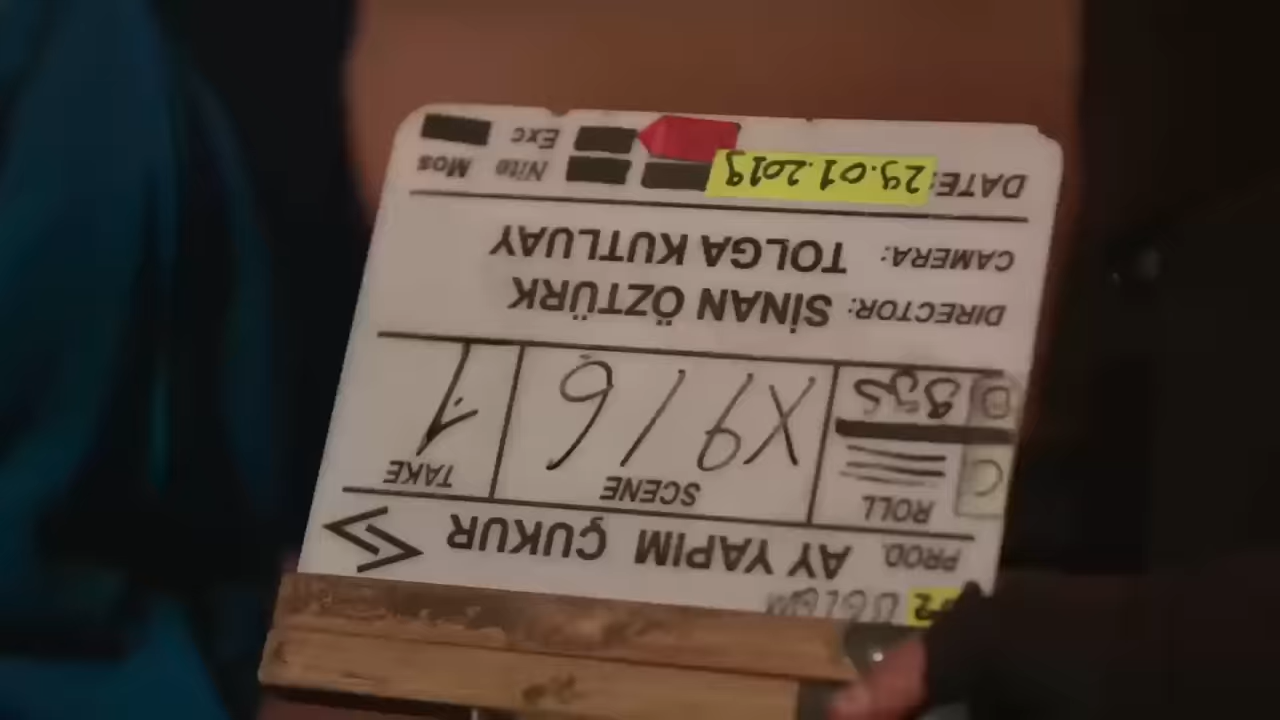 BÖLÜM
PROD. AY YAPIM ÇUKUR
ROLL SCENE TAKE
C
B X9/6 1
DIRECTOR: SİNAN ÖZTÜRK
CAMERA: TOLGA KUTLUAY
DATE: 29.01.2019 Nite Mos
Exc